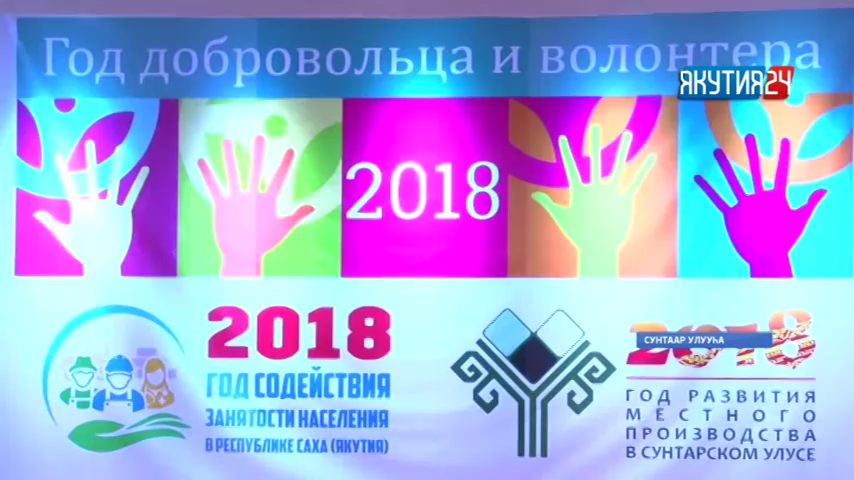 Год добровольца и волонтера
ЯКУТИЯ24
2018
2018
ГОД СОДЕЙСТВИЯ
ЗАНЯТОСТИ НАСЕЛЕНИЯ
В РЕСПУБЛИКЕ САХА (ЯКУТИЯ)
СУНТААР УЛУУҺА
2018
ГОД РАЗВИТИЯ
МЕСТНОГО
ПРОИЗВОДСТВА
В СУНТАРСКОМ УЛУСЕ